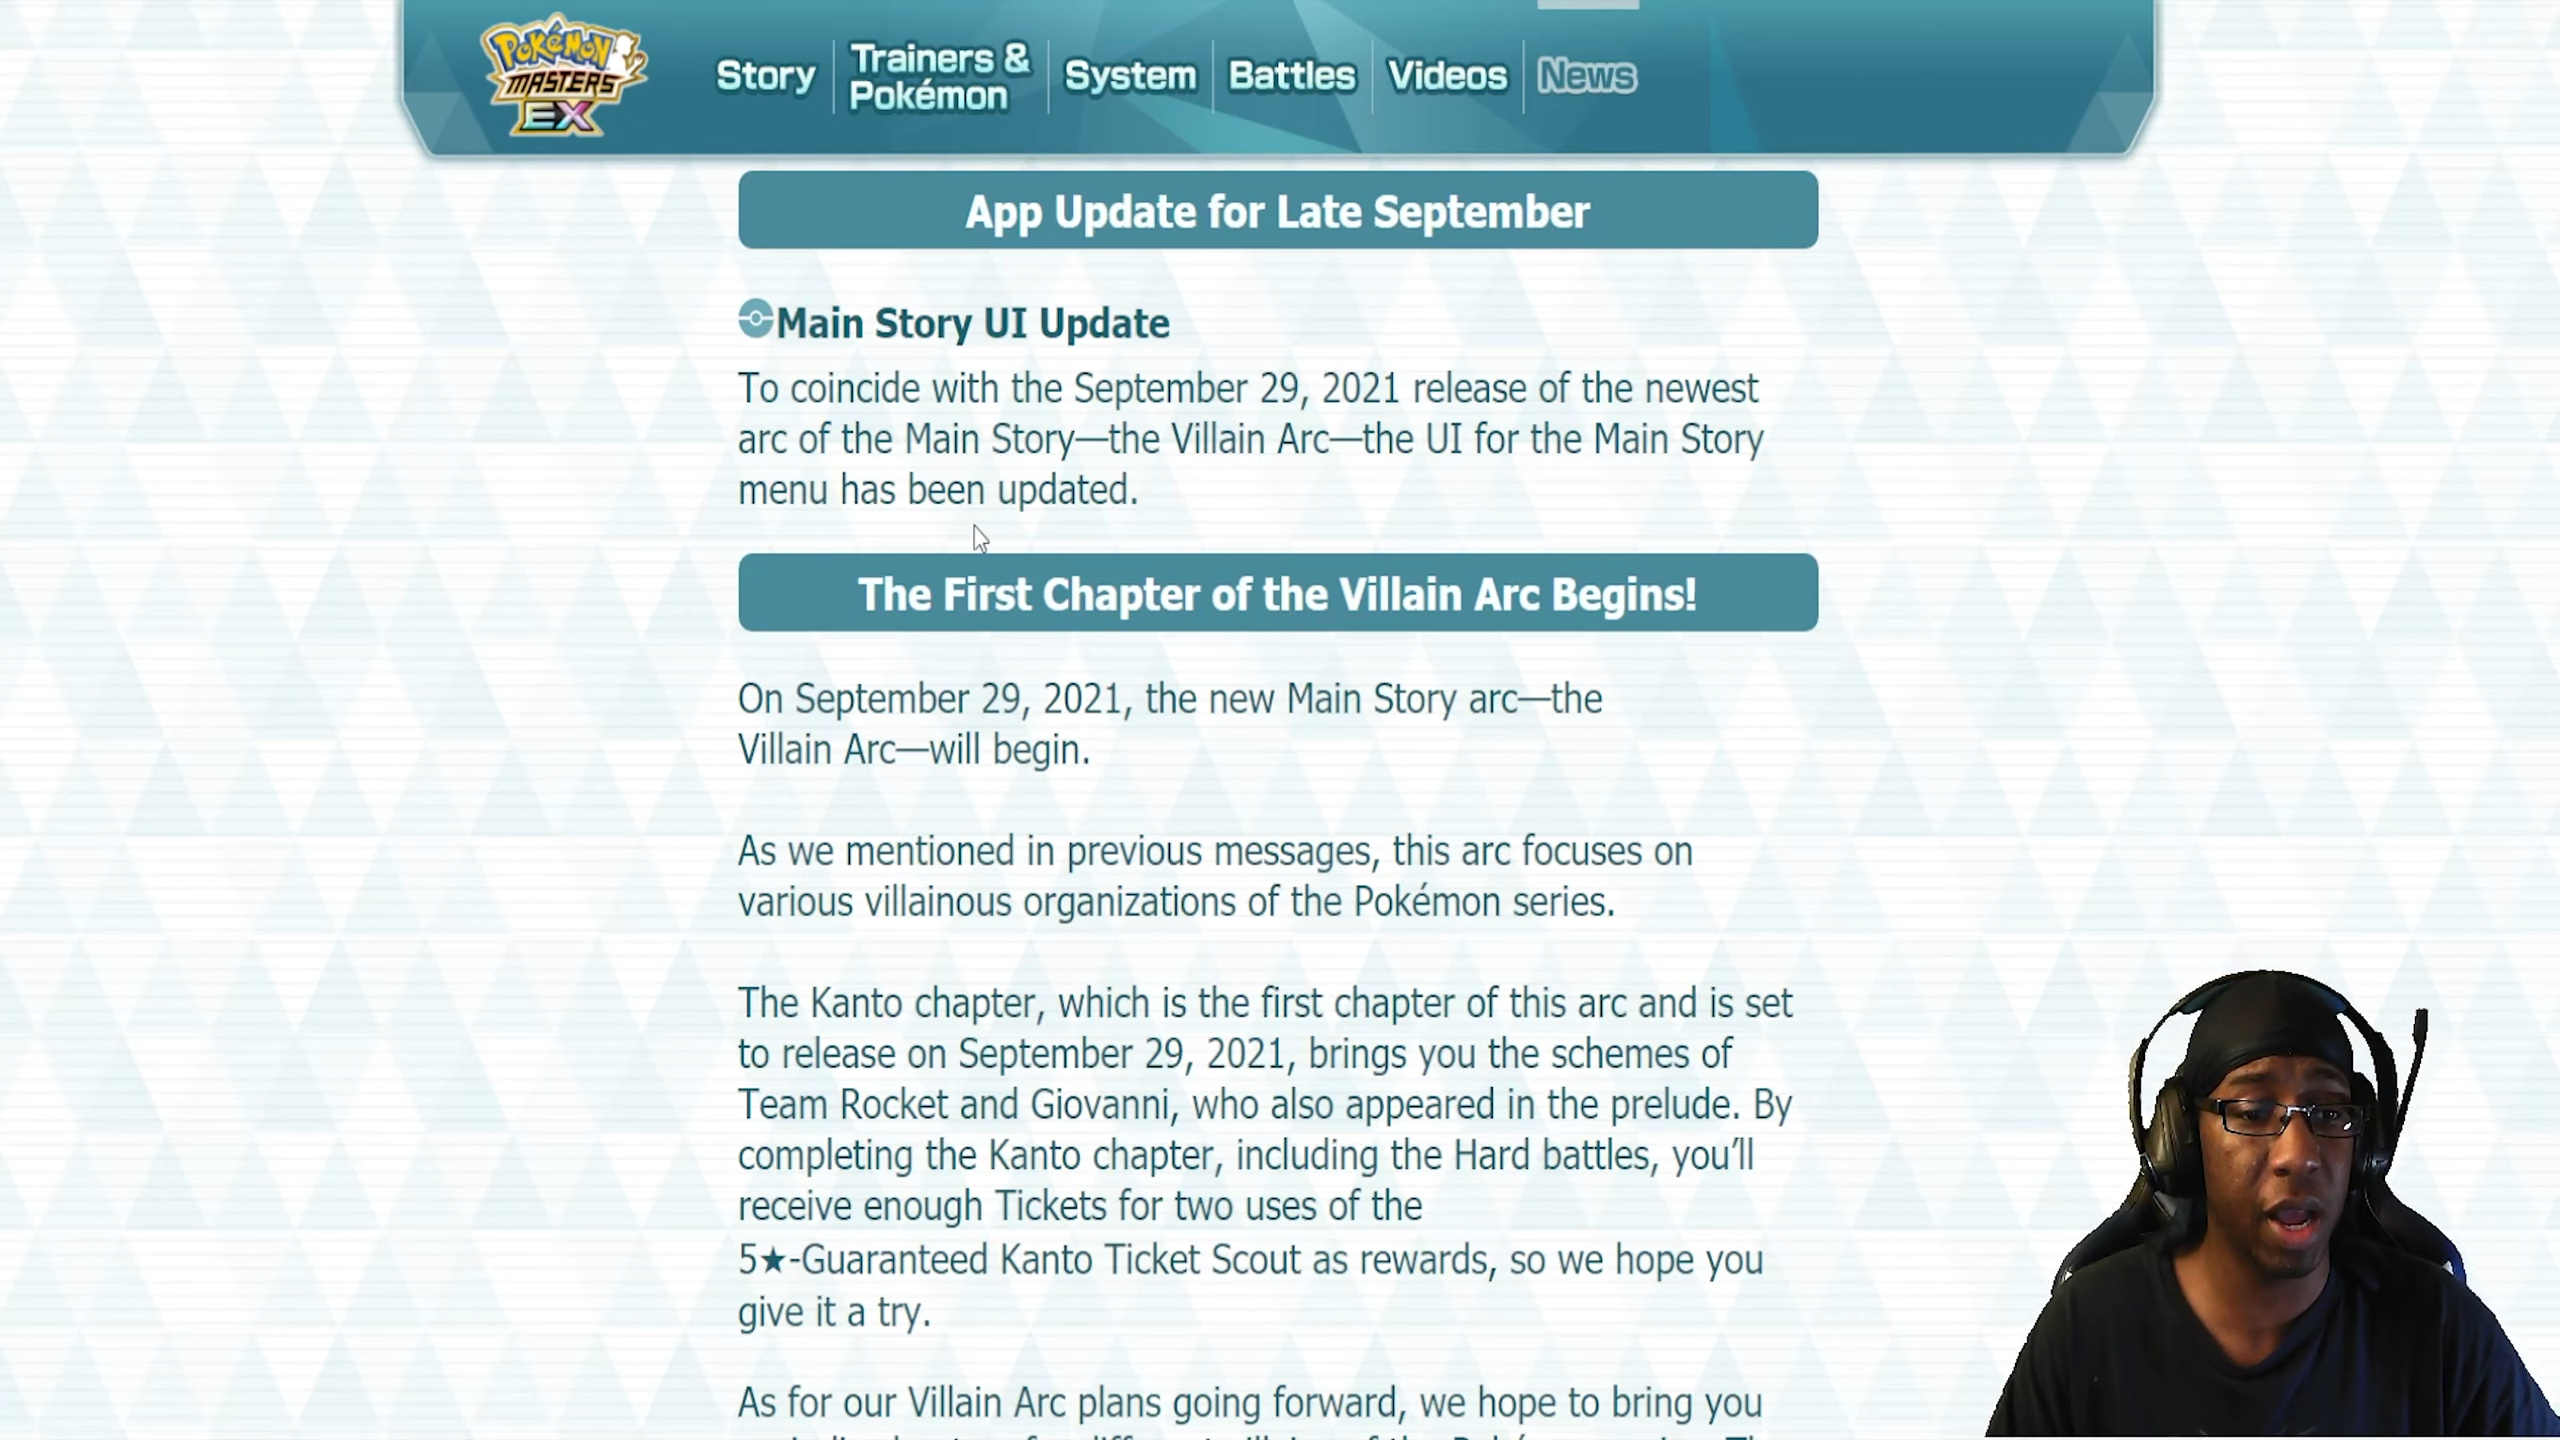 POKÉMON
MASTERS
EX
Story
Trainers &
Pokémon
System
Battles
Videos
News
App Update for Late September
Main Story UI Update
To coincide with the September 29, 2021 release of the newest
arc of the Main Story—the Villain Arc—the UI for the Main Story
menu has been updated.
The First Chapter of the Villain Arc Begins!
On September 29, 2021, the new Main Story arc—the
Villain Arc—will begin.
As we mentioned in previous messages, this arc focuses on
various villainous organizations of the Pokémon series.
The Kanto chapter, which is the first chapter of this arc and is set
to release on September 29, 2021, brings you the schemes of
Team Rocket and Giovanni, who also appeared in the prelude. By
completing the Kanto chapter, including the Hard battles, you'll
receive enough Tickets for two uses of the
5★-Guaranteed Kanto Ticket Scout as rewards, so we hope you
give it a try.
As for our Villain Arc plans going forward, we hope to bring you